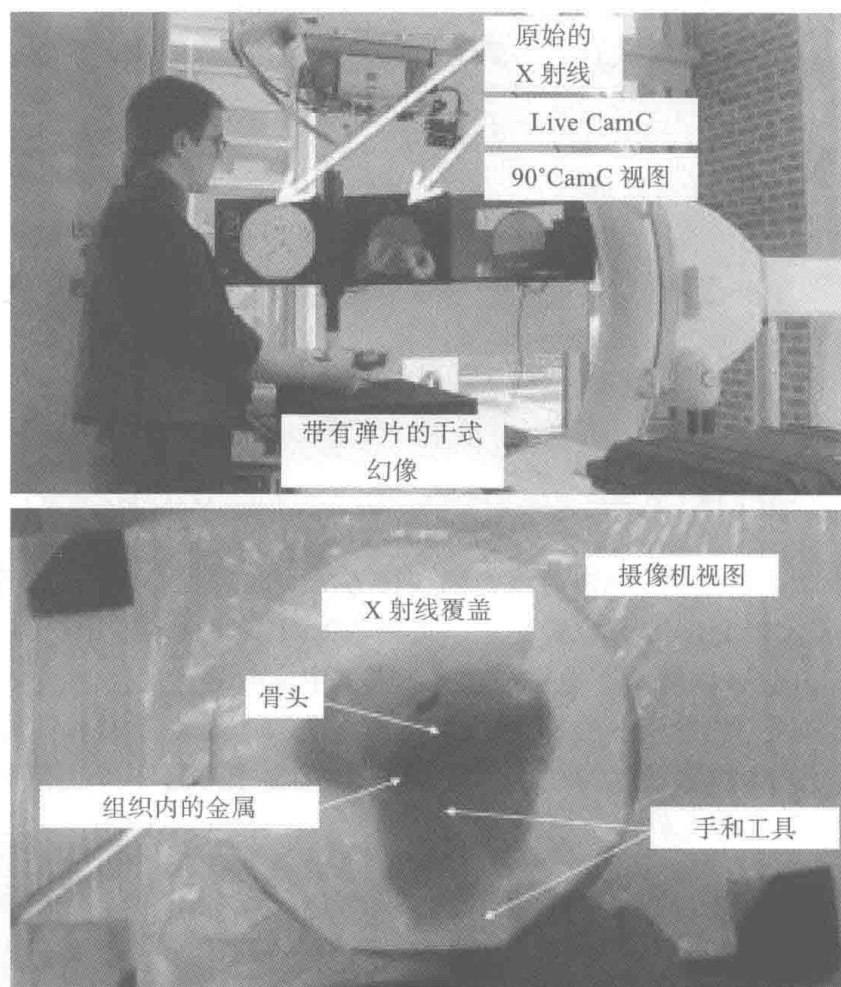 原始的
X 射线
Live CamC
90°CamC 视图
带有弹片的干式
幻像
摄像机视图
X 射线覆盖
骨头
组织内的金属
手和工具